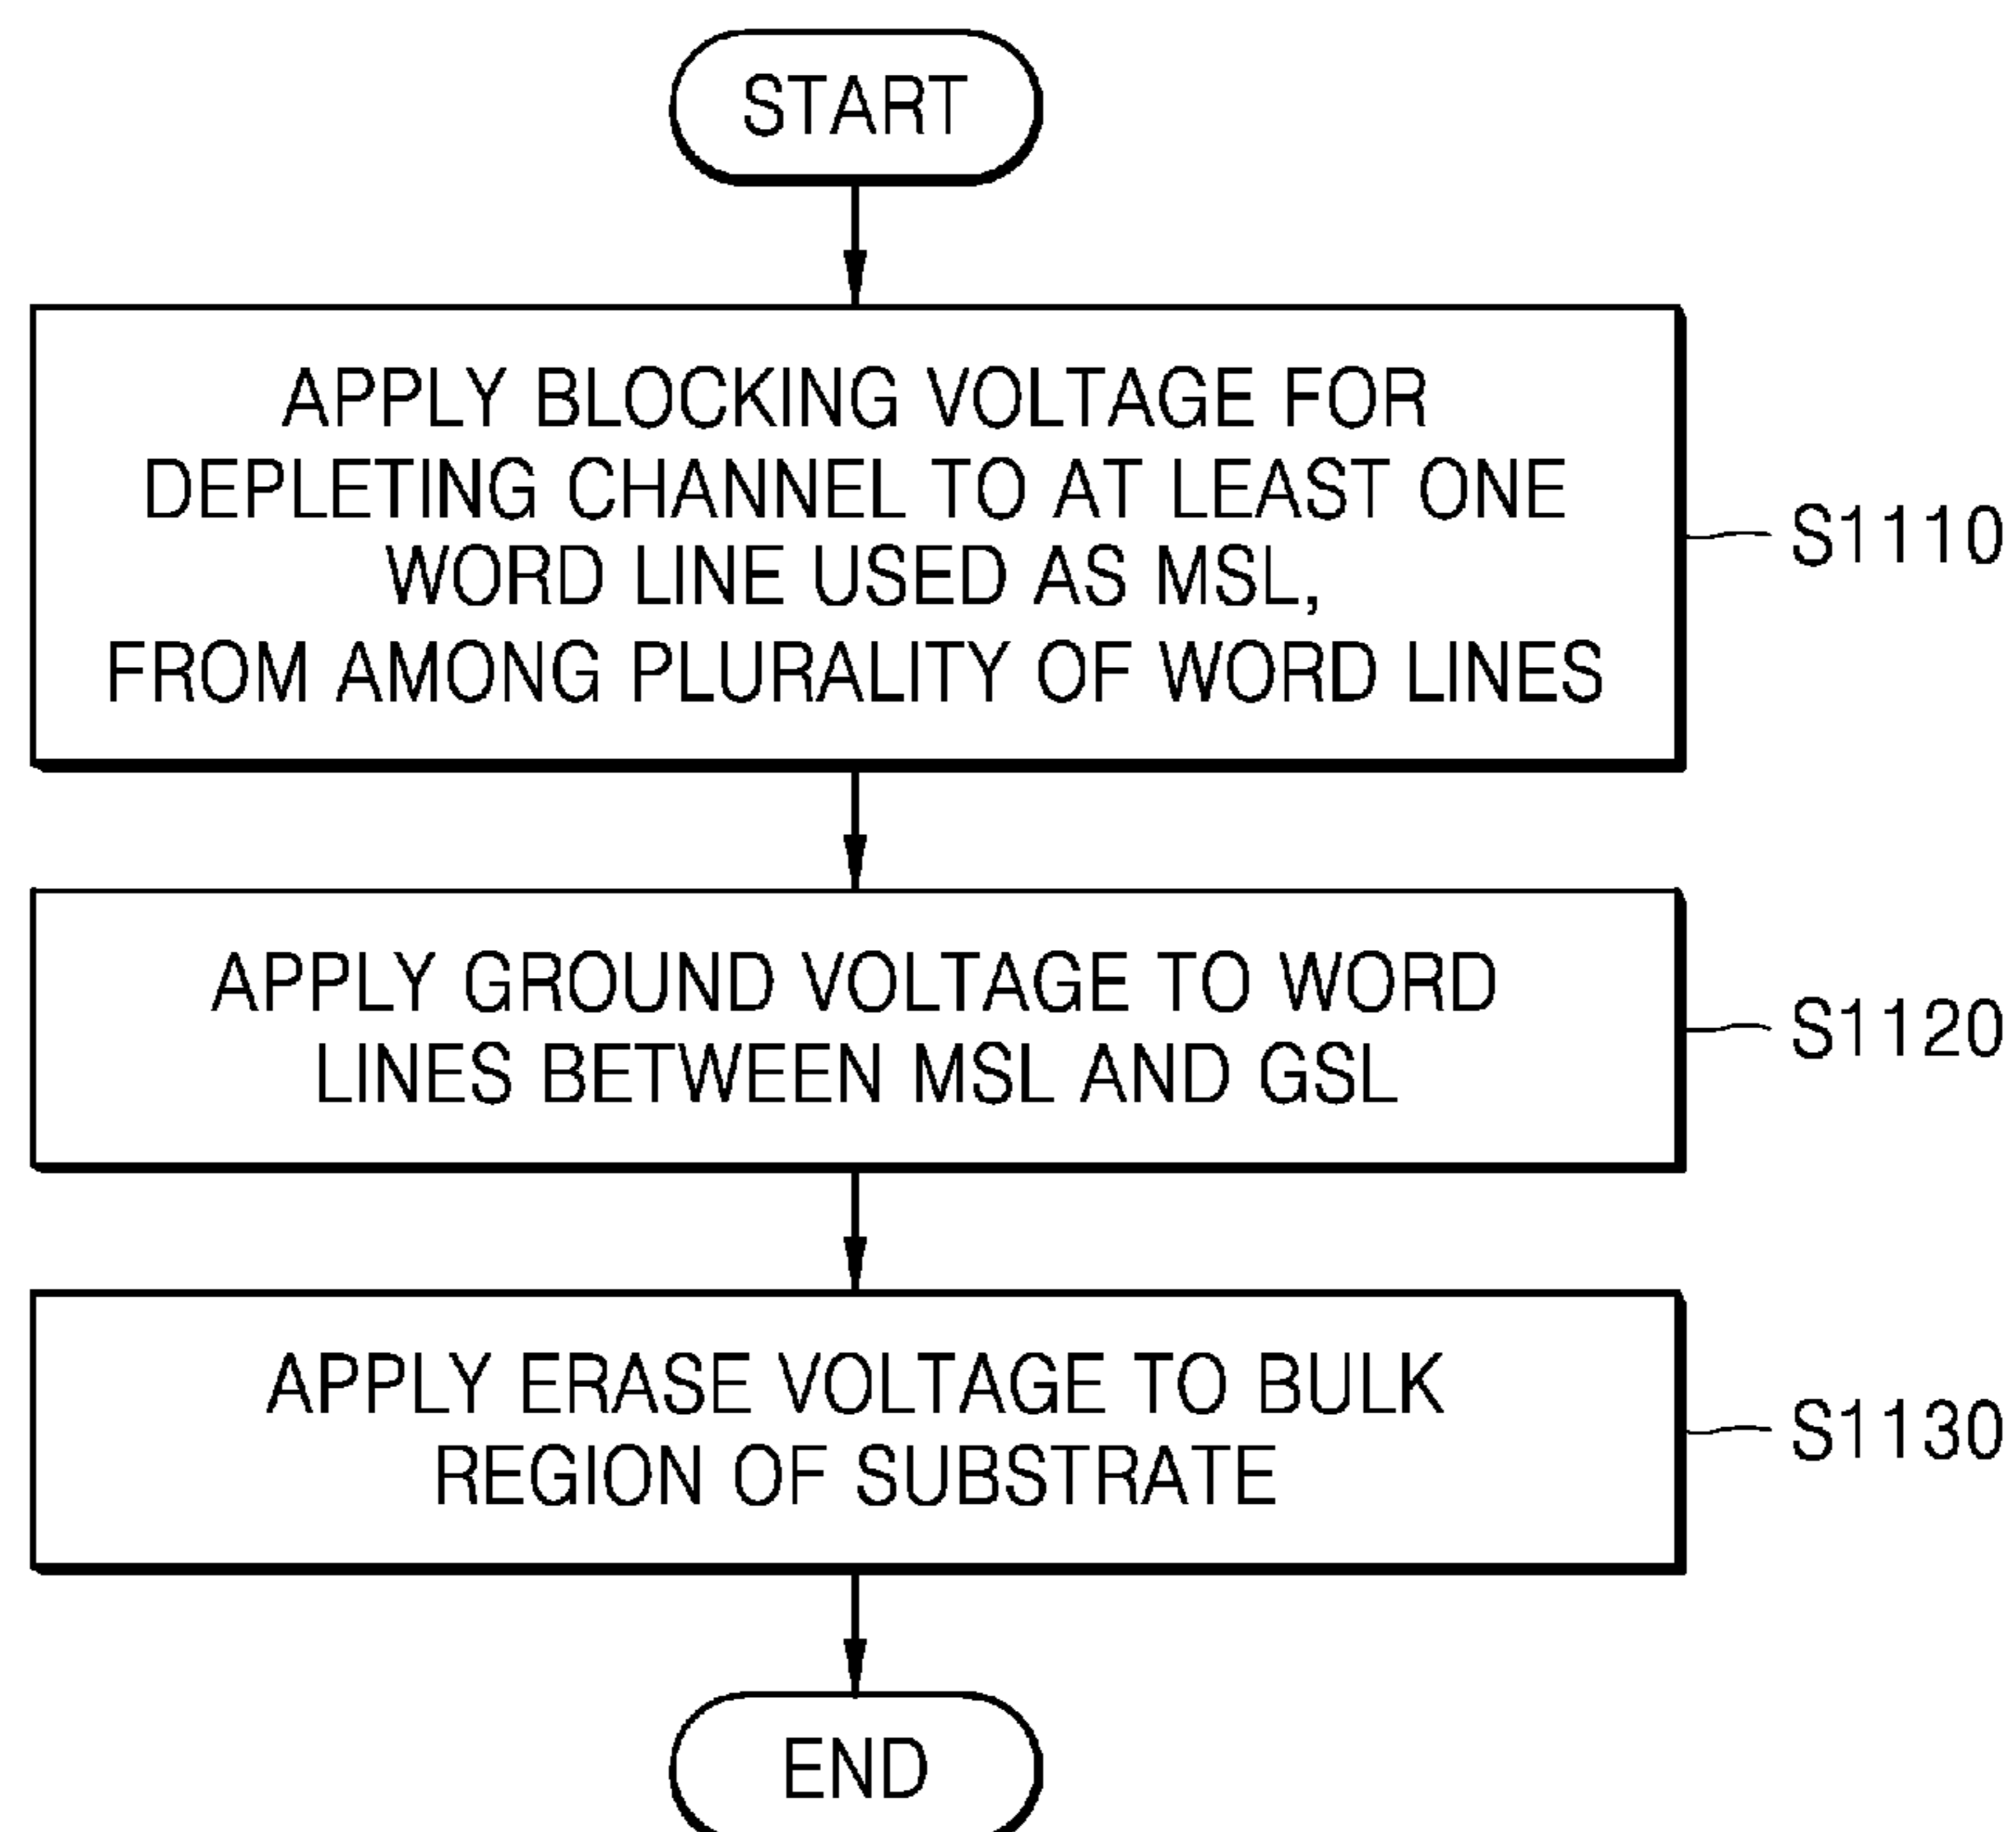 START
APPLY BLOCKING VOLTAGE FOR
DEPLETING CHANNEL TO AT LEAST ONE
WORD LINE USED AS MSL,
FROM AMONG PLURALITY OF WORD LINES
S1110
APPLY GROUND VOLTAGE TO WORD
LINES BETWEEN MSL AND GSL
S1120
APPLY ERASE VOLTAGE TO BULK
REGION OF SUBSTRATE
S1130
END